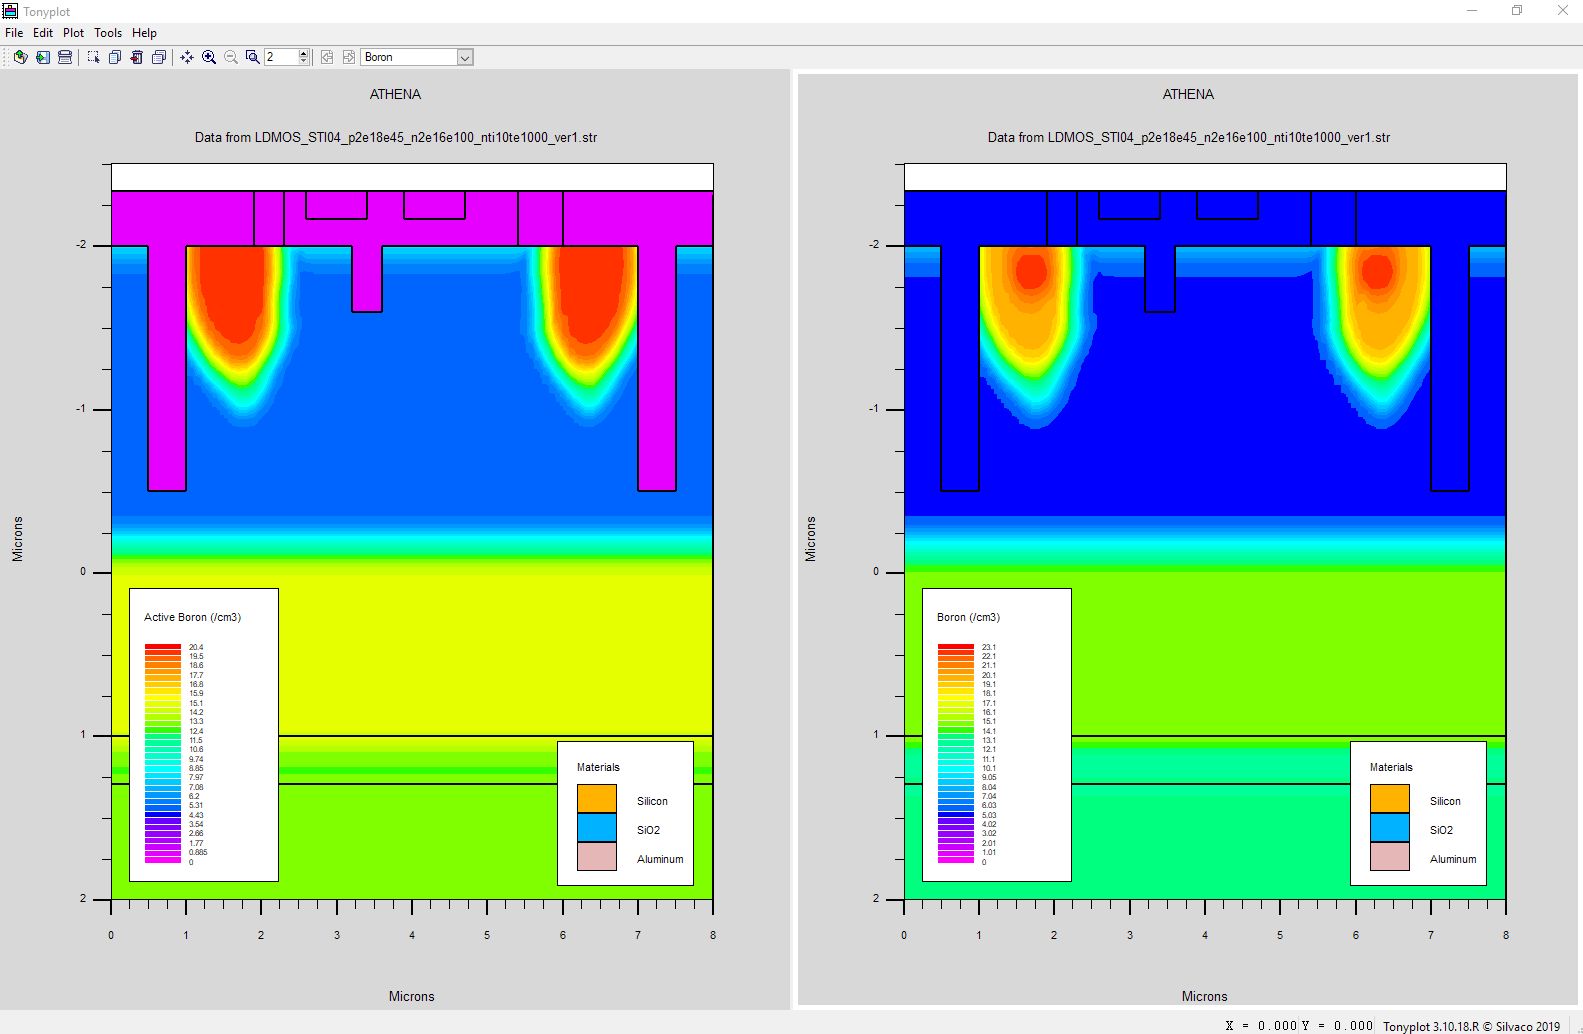 Tonyplot
File Edit Plot Tools Help
2 Boron
ATHENA
Data from LDMOS_STI04_p2e18e45_n2e16e100_nti10te1000_ver1.str
Microns
-2
-1
0
1
2
Active Boron (/cm3)
20.4
19.5
18.6
17.7
16.8
15.9
15.1
14.2
13.3
12.4
11.5
10.6
9.74
8.85
7.97
7.08
6.2
5.31
4.43
3.54
2.66
1.77
0.885
0
Materials
Silicon
SiO2
Aluminum
0 1 2 3 4 5 6 7 8
Microns
ATHENA
Data from LDMOS_STI04_p2e18e45_n2e16e100_nti10te1000_ver1.str
Microns
-2
-1
0
1
2
Boron (/cm3)
23.1
22.1
21.1
20.1
19.1
18.1
17.1
16.1
15.1
14.1
13.1
12.1
11.1
10.1
9.05
8.04
7.04
6.03
5.03
4.02
3.02
2.01
1.01
0
Materials
Silicon
SiO2
Aluminum
0 1 2 3 4 5 6 7 8
Microns
X = 0.000 Y = 0.000 Tonyplot 3.10.18.R © Silvaco 2019